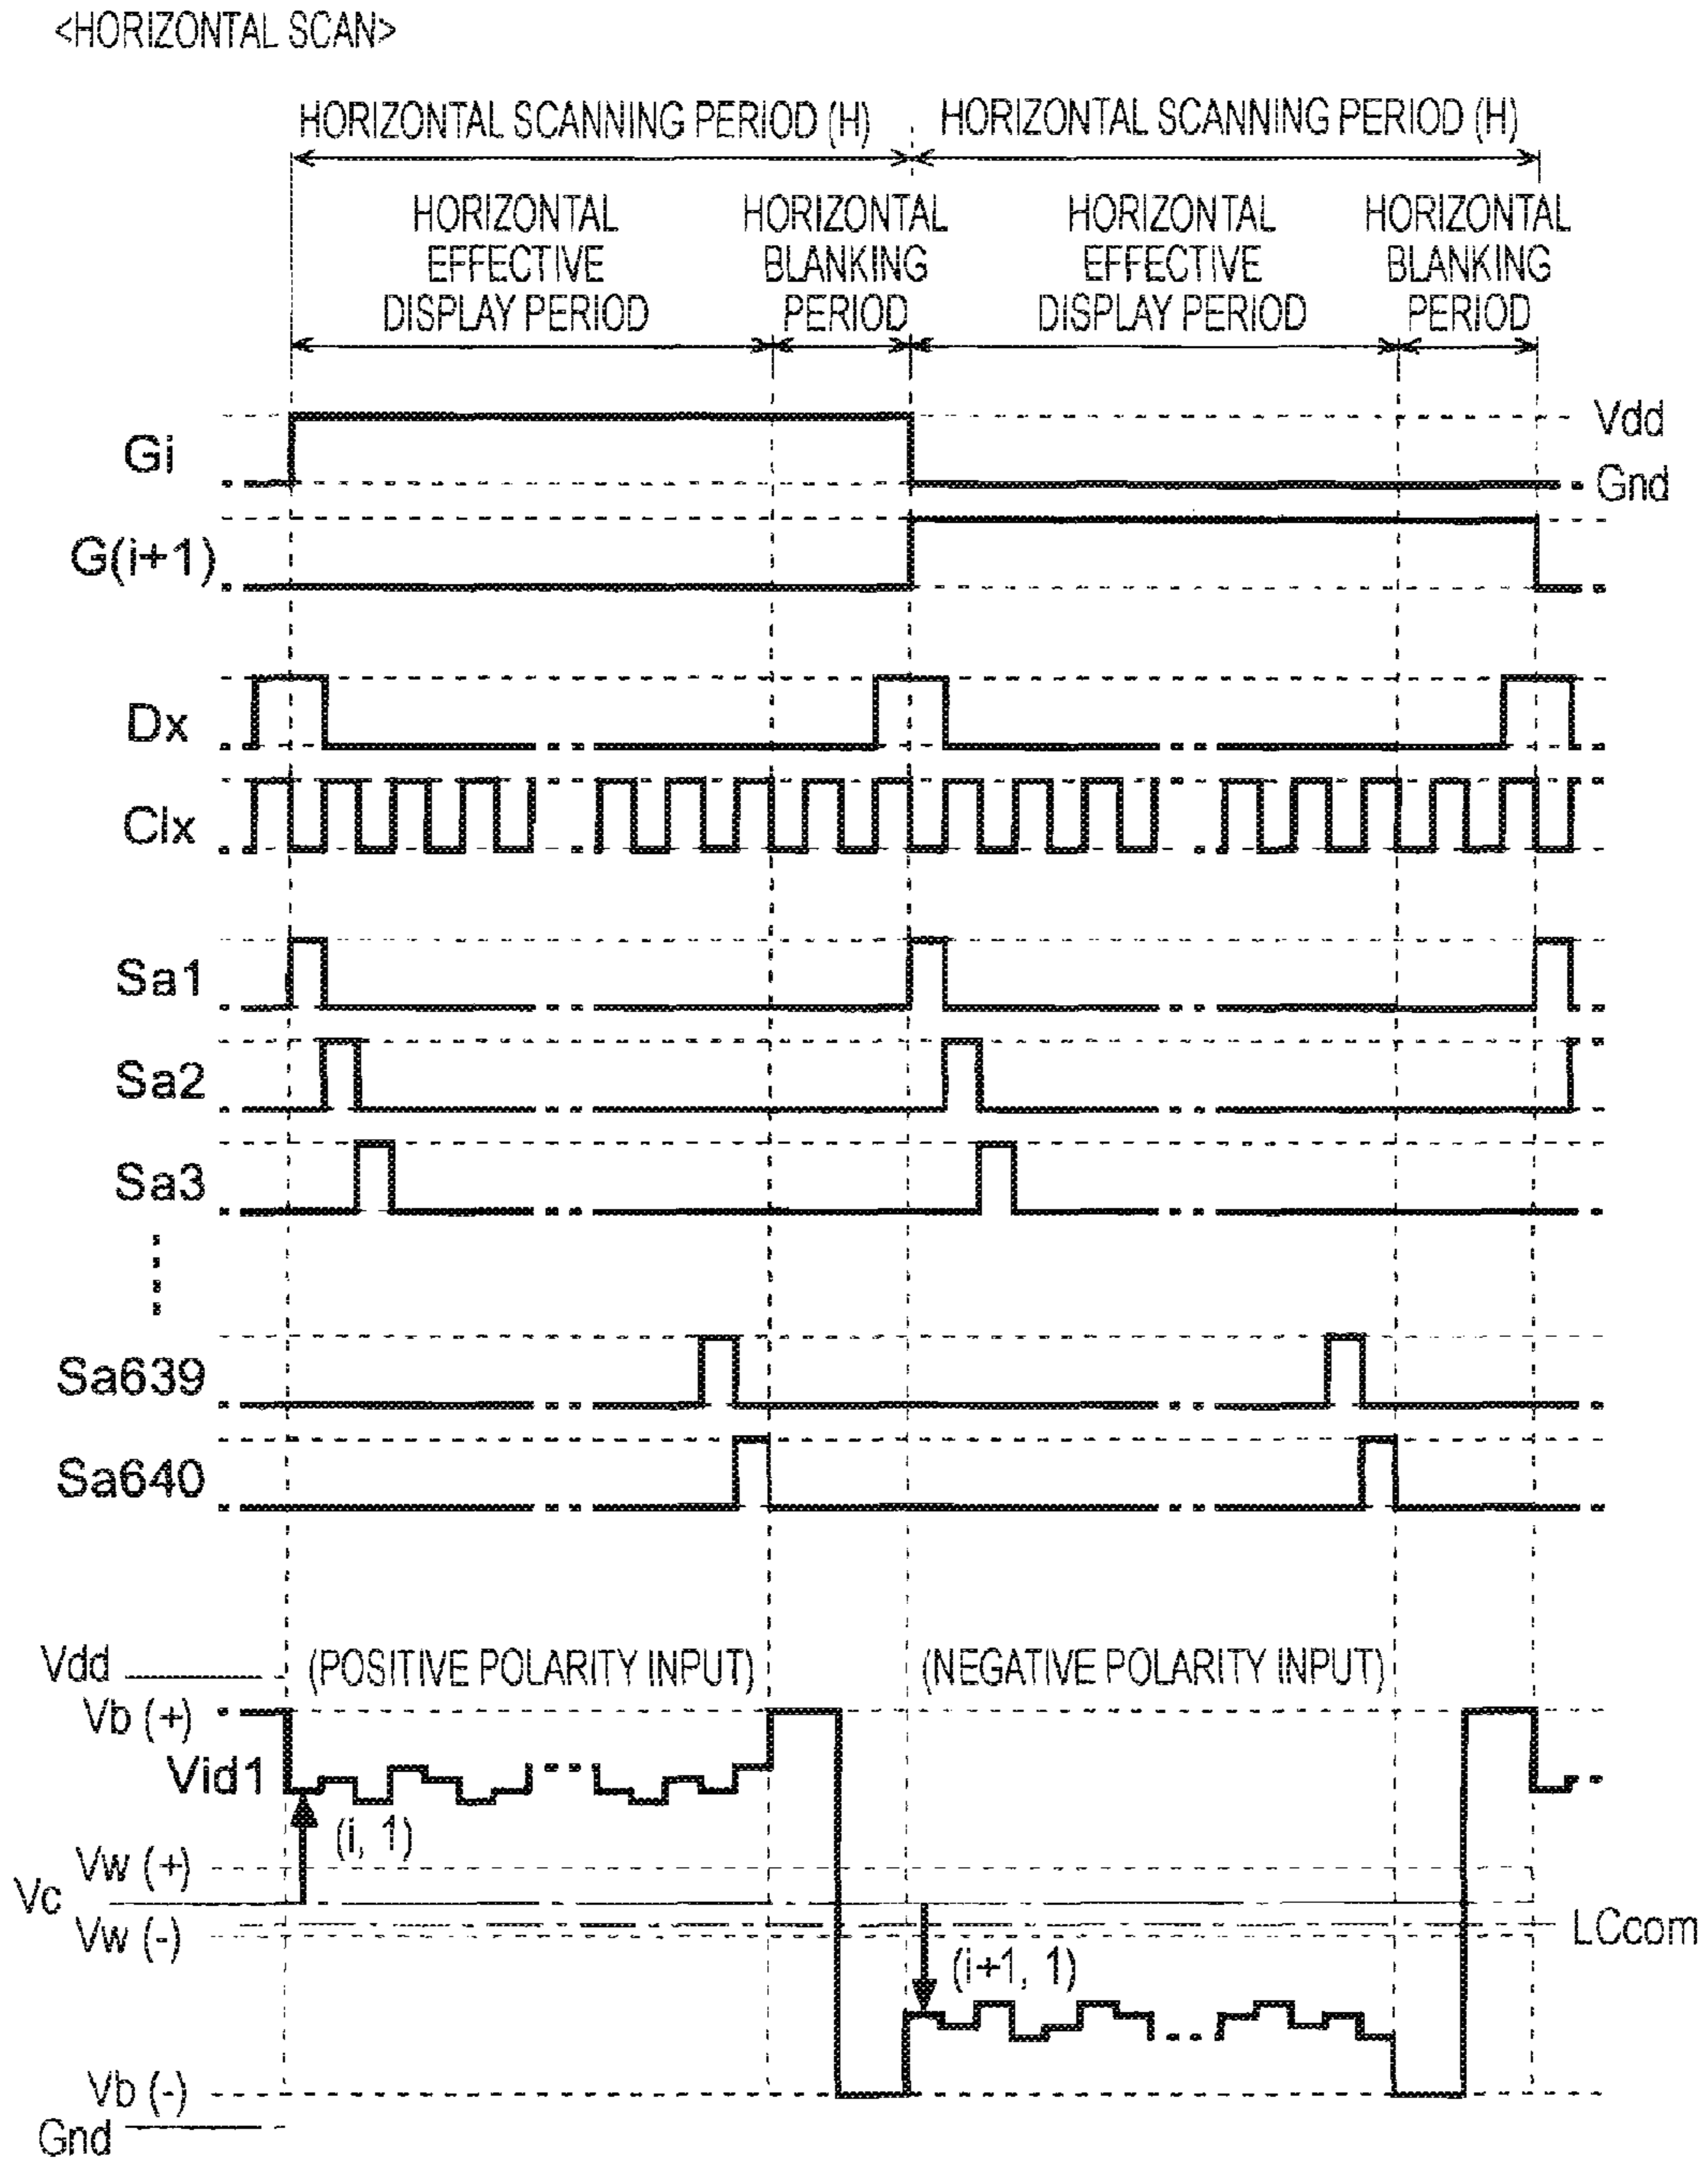 <HORIZONTAL SCAN>
HORIZONTAL SCANNING PERIOD (H)
HORIZONTAL SCANNING PERIOD (H)
HORIZONTAL
EFFECTIVE
DISPLAY PERIOD
HORIZONTAL
BLANKING
PERIOD
HORIZONTAL
EFFECTIVE
DISPLAY PERIOD
HORIZONTAL
BLANKING
PERIOD
Gi
Vdd
Gnd
G(i+1)
Dx
Clx
Sa1
Sa2
Sa3
Sa639
Sa640
Vdd
(POSITIVE POLARITY INPUT)
(NEGATIVE POLARITY INPUT)
Vb (+)
Vid1
(i, 1)
Vw (+)
Vc
Vw (-)
LCcom
(i+1, 1)
Vb (-)
Gnd